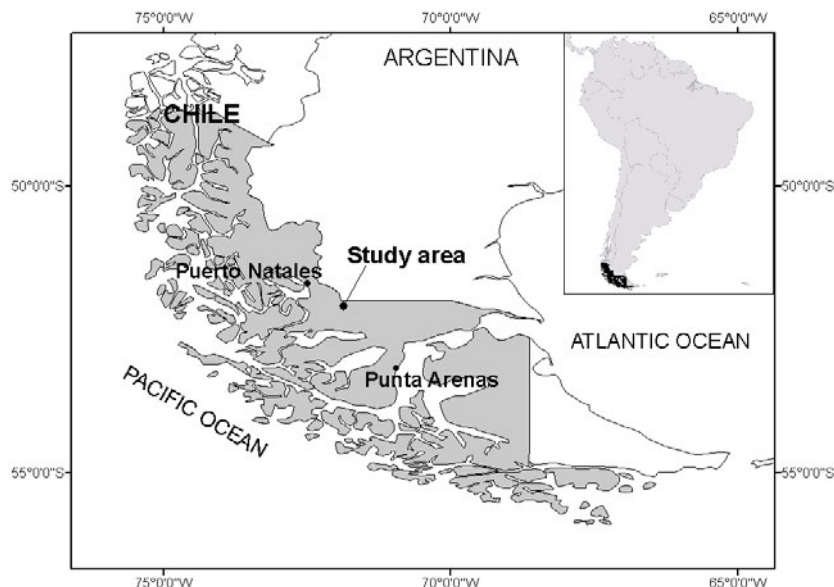 75°0'0"W 70°0'0"W 65°0'0"W
ARGENTINA
CHILE
50°0'0"S 50°0'0"S
Study area
Puerto Natales
ATLANTIC OCEAN
Punta Arenas
PACIFIC OCEAN
55°0'0"S 55°0'0"S
75°0'0"W 70°0'0"W 65°0'0"W